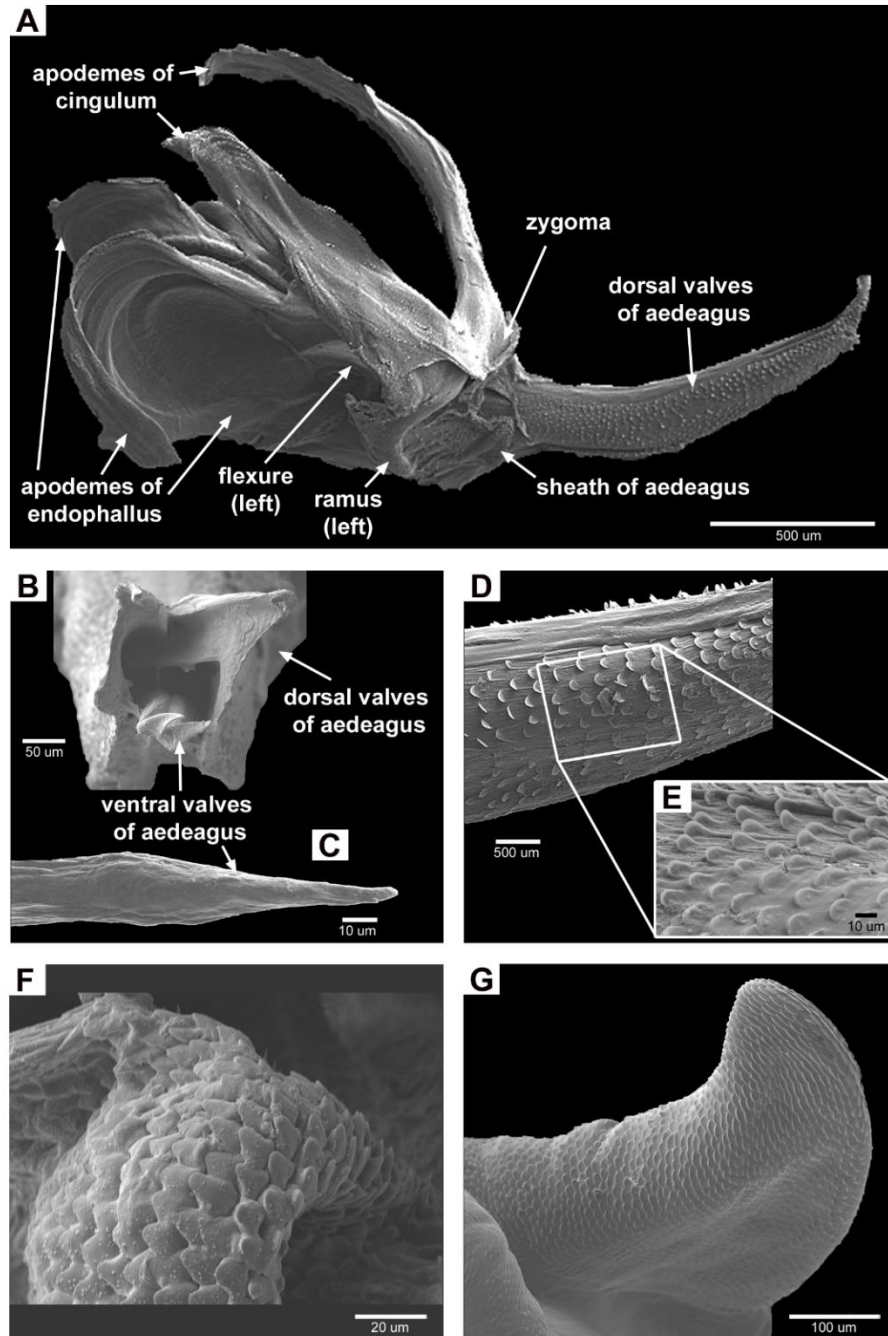 A
apodemes of
cingulum
zygoma
dorsal valves
of aedeagus
apodemes of
endophallus
flexure
(left)
ramus
(left)
sheath of aedeagus
500 um
B
dorsal valves
of aedeagus
50 um
ventral valves
of aedeagus
C
10 um
D
500 um
E
10 um
F
20 um
G
100 um